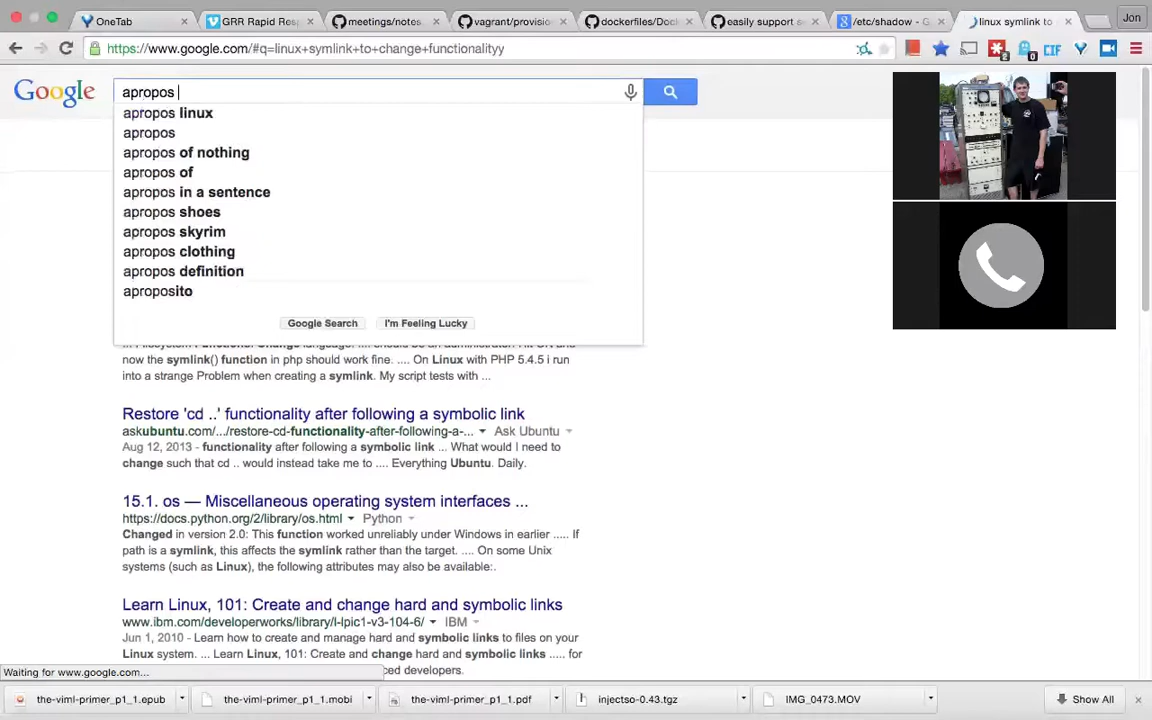 OneTab
GRR Rapid Res
meetings/notes
vagrant/provision
dockerfiles/Doc
easily support s
/etc/shadow - G
linux symlink to
Jon
https://www.google.com/#q=linux+symlink+to+change+functionalityy
2
0
CIF
Google
apropos
apropos linux
apropos
apropos of nothing
apropos of
apropos in a sentence
apropos shoes
apropos skyrim
apropos clothing
apropos definition
aproposito
Google Search
I'm Feeling Lucky
now the symlink() function in php should work fine. .... On Linux with PHP 5.4.5 i run
into a strange Problem when creating a symlink. My script tests with ...
Restore 'cd ..' functionality after following a symbolic link
askubuntu.com/.../restore-cd-functionality-after-following-a-... Ask Ubuntu
Aug 12, 2013 - functionality after following a symbolic link ... What would I need to
change such that cd .. would instead take me to .... Everything Ubuntu. Daily.
15.1. os — Miscellaneous operating system interfaces ...
https://docs.python.org/2/library/os.html Python
Changed in version 2.0: This function worked unreliably under Windows in earlier ..... If
path is a symlink, this affects the symlink rather than the target. .... On some Unix
systems (such as Linux), the following attributes may also be available:.
Learn Linux, 101: Create and change hard and symbolic links
www.ibm.com/developerworks/library/l-lpic1-v3-104-6/ IBM
Jun 1, 2010 - Learn how to create and manage hard and symbolic links to files on your
Linux system. ... Learn Linux, 101: Create and change hard and symbolic links ..... for
ced developers.
Waiting for www.google.com...
the-viml-primer_p1_1.epub
the-viml-primer_p1_1.mobi
the-viml-primer_p1_1.pdf
injectso-0.43.tgz
IMG_0473.MOV
Show All